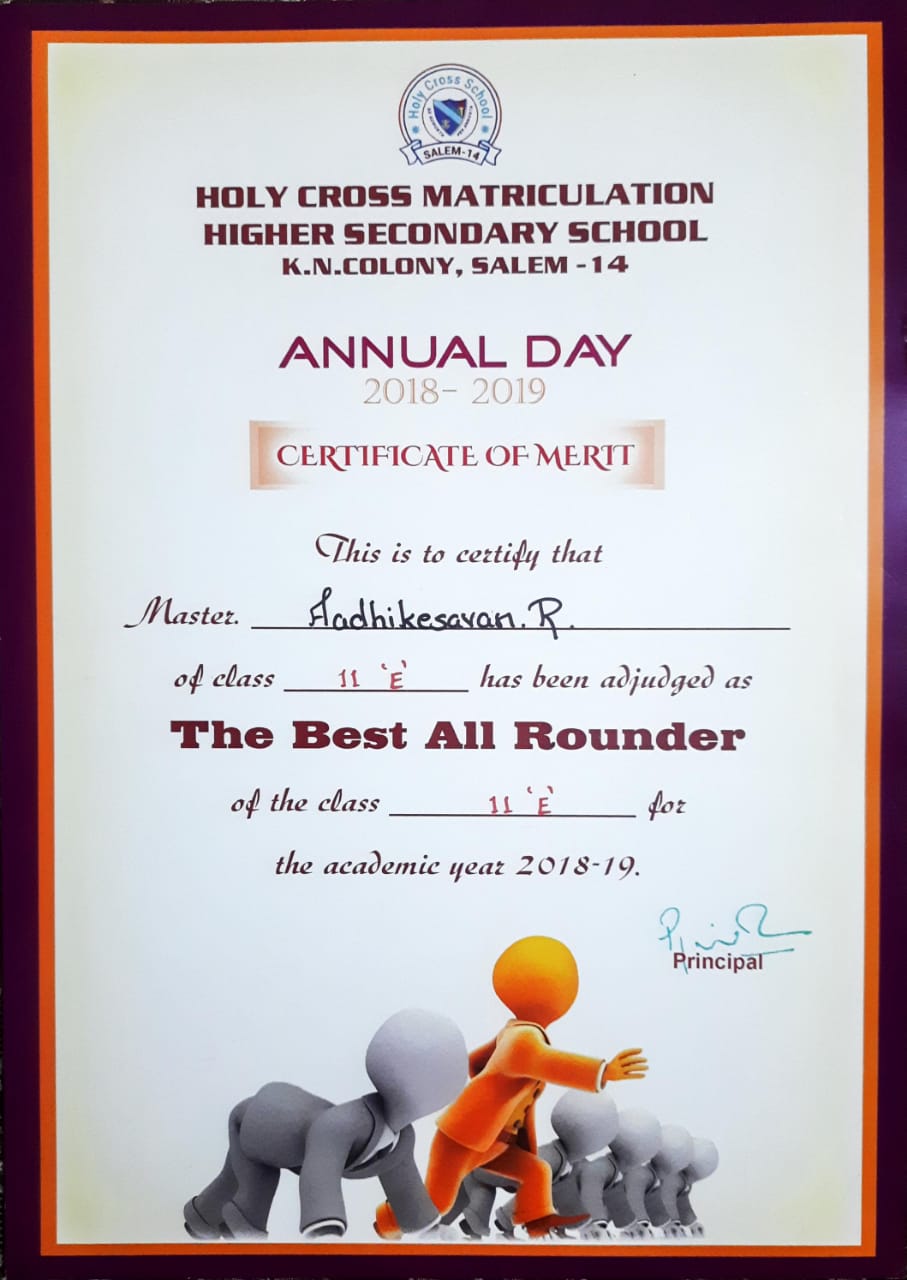 Holy Cross School
SALEM-14
HOLY CROSS MATRICULATION
HIGHER SECONDARY SCHOOL
K.N.COLONY, SALEM -14
ANNUAL DAY
2018- 2019
CERTIFICATE OF MERIT
This is to certify that
Master. Aadhikesavan. R.
of class 11 'E' has been adjudged as
The Best All Rounder
of the class 11 'E' for
the academic year 2018-19.
Principal